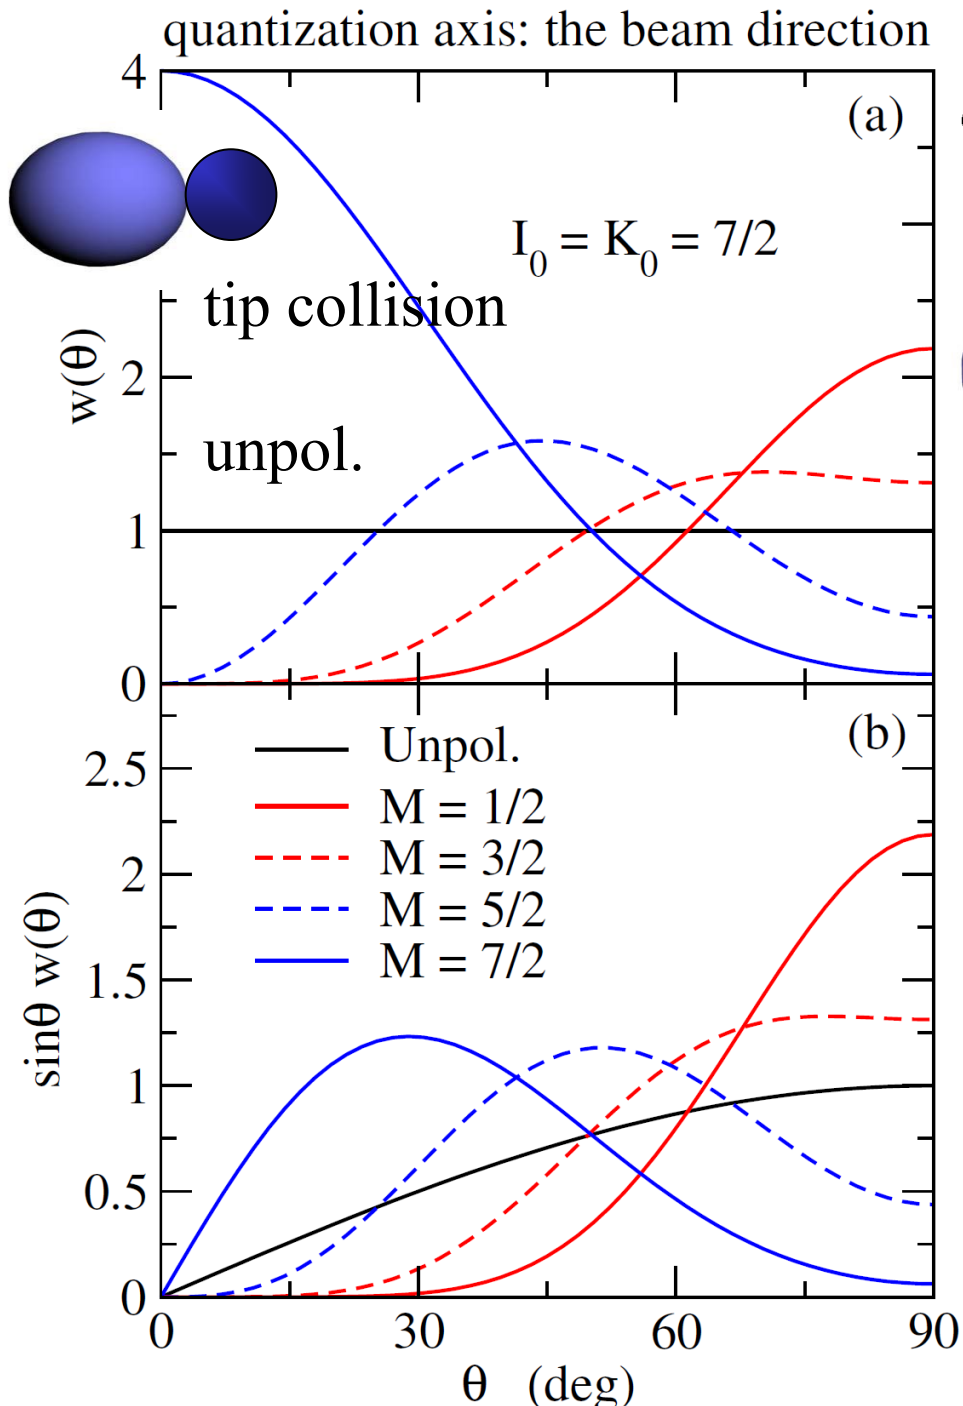 quantization axis: the beam direction
4
(a)
I₀ = K₀ = 7/2
tip collision
w(θ)
2
unpol.
1
0
(b)
Unpol.
2.5
M = 1/2
M = 3/2
2
M = 5/2
M = 7/2
sinθ w(θ)
1.5
1
0.5
0
0 30 60 90
θ (deg)